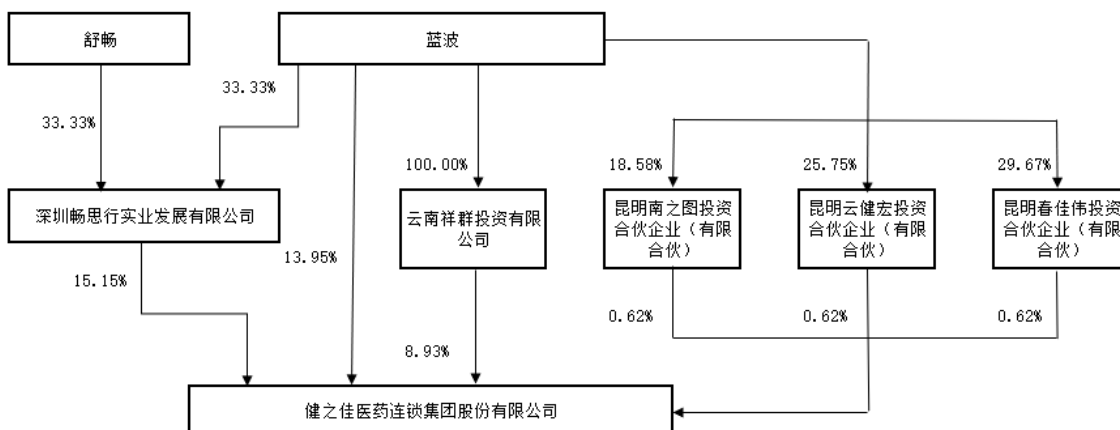 舒畅
蓝波
33.33%
33.33%
100.00%
18.58%
25.75%
29.67%
深圳畅思行实业发展有限公司
云南祥群投资有限
公司
昆明南之图投资
合伙企业（有限
合伙）
昆明云健宏投资
合伙企业（有限
合伙）
昆明春佳伟投资
合伙企业（有限
合伙）
15.15%
13.95%
8.93%
0.62%
0.62%
0.62%
健之佳医药连锁集团股份有限公司